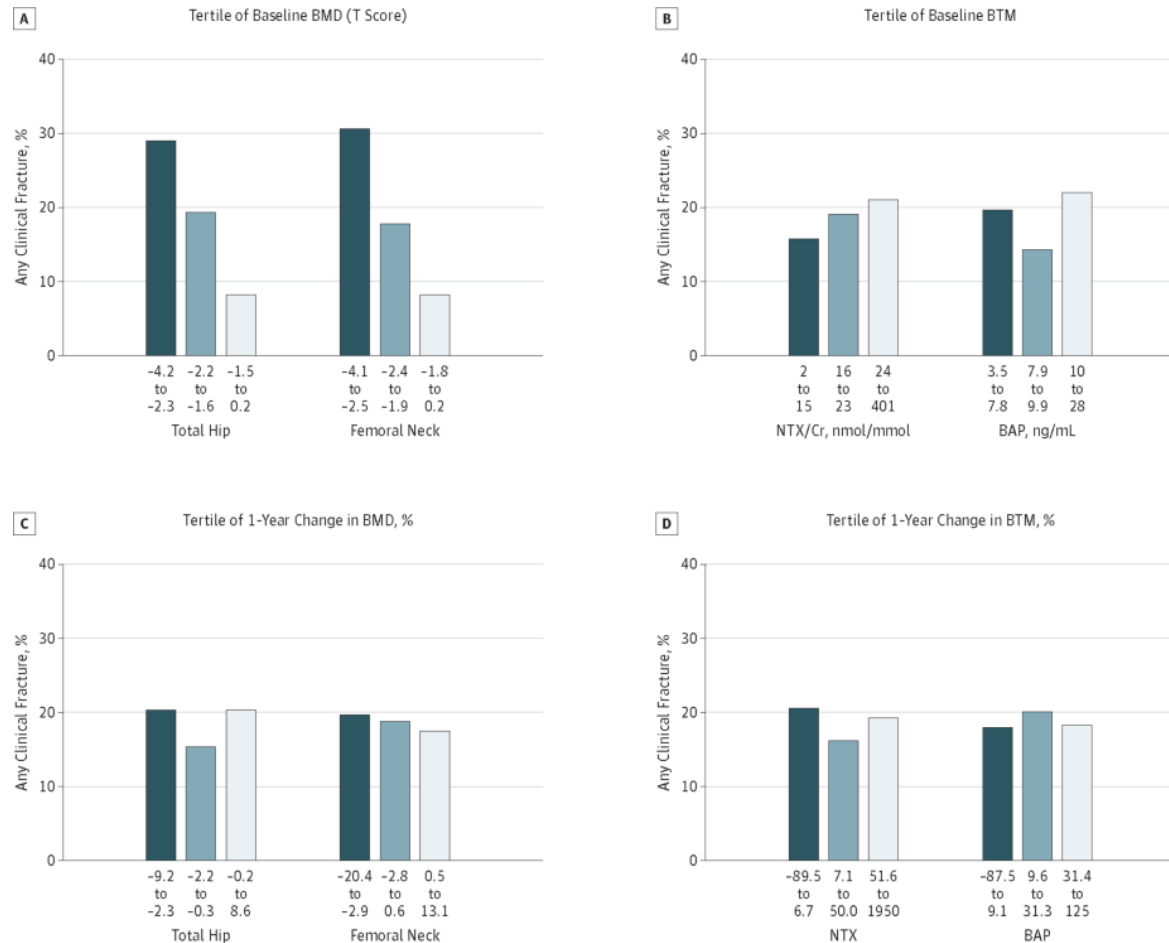 A
Tertile of Baseline BMD (T Score)
Any Clinical Fracture, %
40
30
20
10
0
−4.2 −2.2 −1.5
to to to
−2.3 −1.6 0.2
Total Hip
−4.1 −2.4 −1.8
to to to
−2.5 −1.9 0.2
Femoral Neck
B
Tertile of Baseline BTM
Any Clinical Fracture, %
40
30
20
10
0
2 16 24
to to to
15 23 401
NTX/Cr, nmol/mmol
3.5 7.9 10
to to to
7.8 9.9 28
BAP, ng/mL
C
Tertile of 1-Year Change in BMD, %
Any Clinical Fracture, %
40
30
20
10
0
−9.2 −2.2 −0.2
to to to
−2.3 −0.3 8.6
Total Hip
−20.4 −2.8 0.5
to to to
−2.9 0.6 13.1
Femoral Neck
D
Tertile of 1-Year Change in BTM, %
Any Clinical Fracture, %
40
30
20
10
0
−89.5 7.1 51.6
to to to
6.7 50.0 1950
NTX
−87.5 9.6 31.4
to to to
9.1 31.3 125
BAP